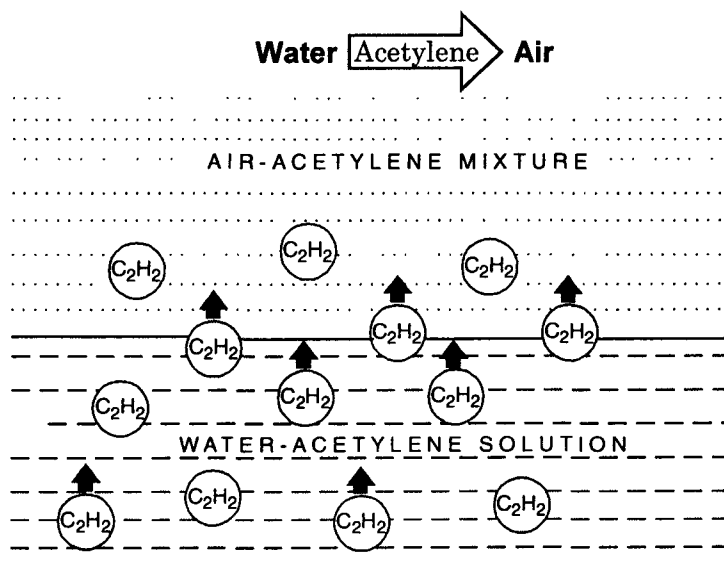 Water Acetylene Air
AIR-ACETYLENE MIXTURE
C₂H₂ C₂H₂ C₂H₂
C₂H₂ C₂H₂ C₂H₂
C₂H₂ C₂H₂ C₂H₂
WATER-ACETYLENE SOLUTION
C₂H₂ C₂H₂ C₂H₂ C₂H₂